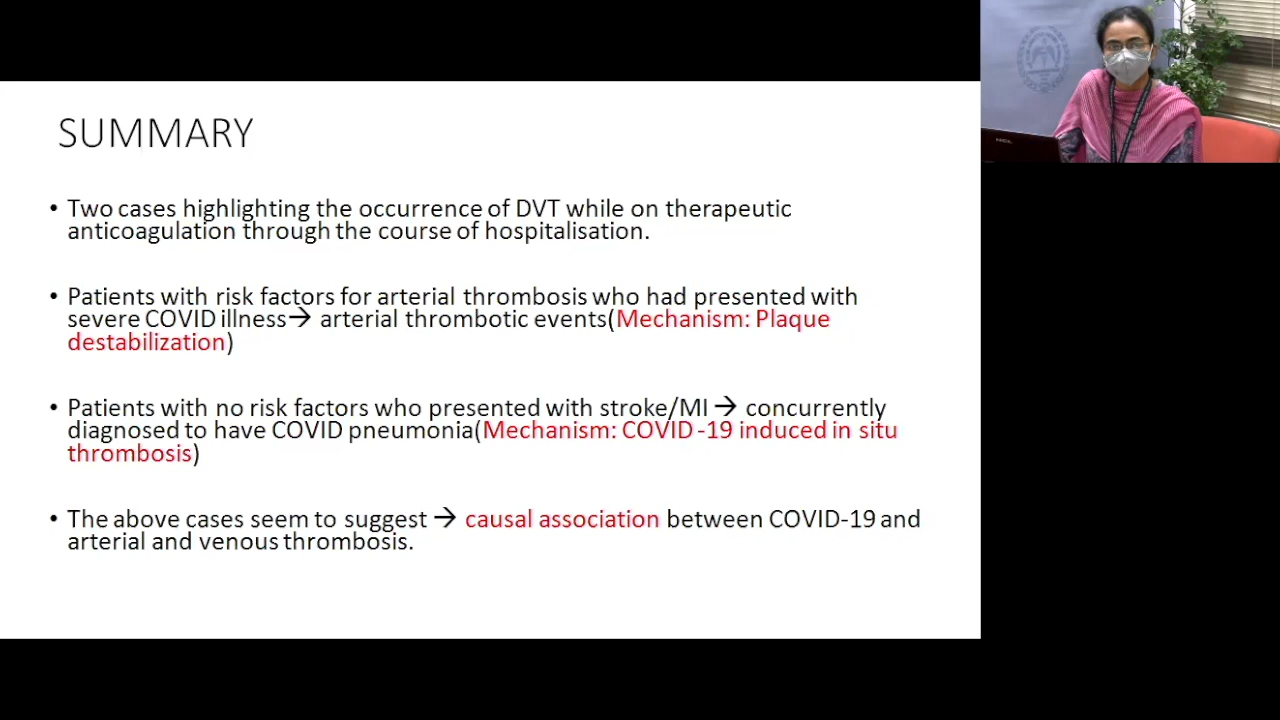 SUMMARY
• Two cases highlighting the occurrence of DVT while on therapeutic
anticoagulation through the course of hospitalisation.
• Patients with risk factors for arterial thrombosis who had presented with
severe COVID illness→ arterial thrombotic events(Mechanism: Plaque
destabilization)
• Patients with no risk factors who presented with stroke/MI → concurrently
diagnosed to have COVID pneumonia(Mechanism: COVID -19 induced in situ
thrombosis)
• The above cases seem to suggest → causal association between COVID-19 and
arterial and venous thrombosis.